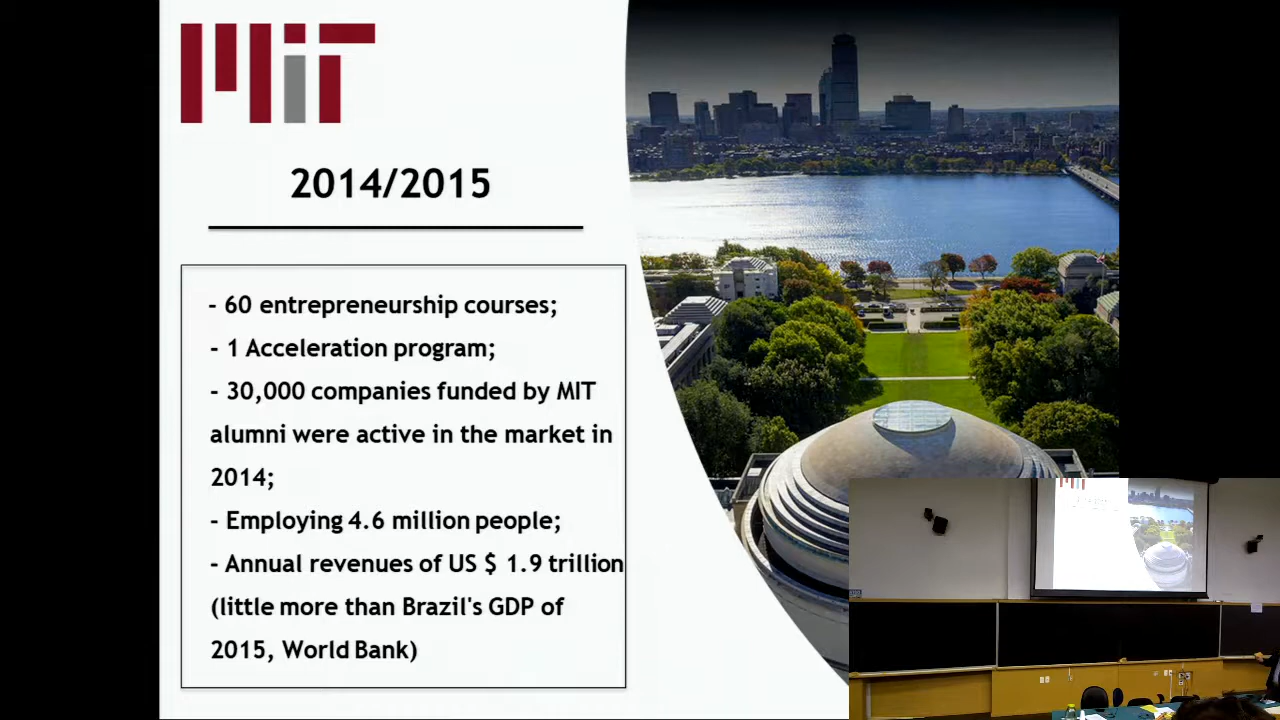 MIT
2014/2015
- 60 entrepreneurship courses;
- 1 Acceleration program;
- 30,000 companies funded by MIT
alumni were active in the market in
2014;
- Employing 4.6 million people;
- Annual revenues of US $ 1.9 trillion
(little more than Brazil's GDP of
2015, World Bank)